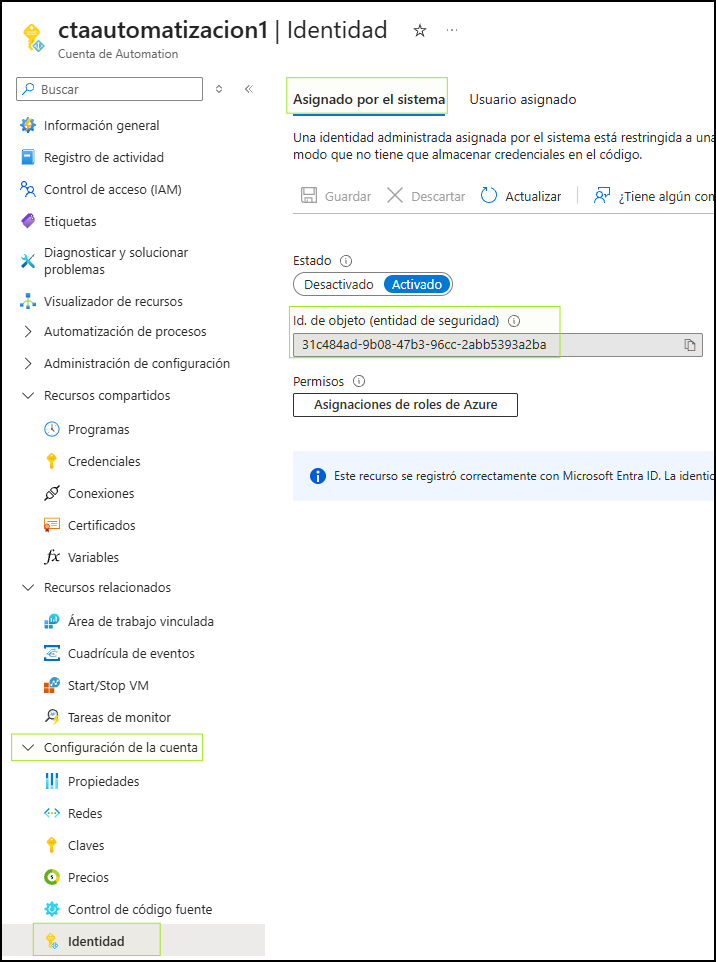 ctaautomatizacion1 | Identidad
Cuenta de Automation
Buscar
Información general
Registro de actividad
Control de acceso (IAM)
Etiquetas
Diagnosticar y solucionar
problemas
Visualizador de recursos
Automatización de procesos
Administración de configuración
Recursos compartidos
Programas
Credenciales
Conexiones
Certificados
Variables
Recursos relacionados
Área de trabajo vinculada
Cuadrícula de eventos
Start/Stop VM
Tareas de monitor
Configuración de la cuenta
Propiedades
Redes
Claves
Precios
Control de código fuente
Identidad
Asignado por el sistema Usuario asignado
Una identidad administrada asignada por el sistema está restringida a una
modo que no tiene que almacenar credenciales en el código.
Guardar Descartar Actualizar ¿Tiene algún con
Estado
Desactivado Activado
Id. de objeto (entidad de seguridad)
31c484ad-9b08-47b3-96cc-2abb5393a2ba
Permisos
Asignaciones de roles de Azure
Este recurso se registró correctamente con Microsoft Entra ID. La identid